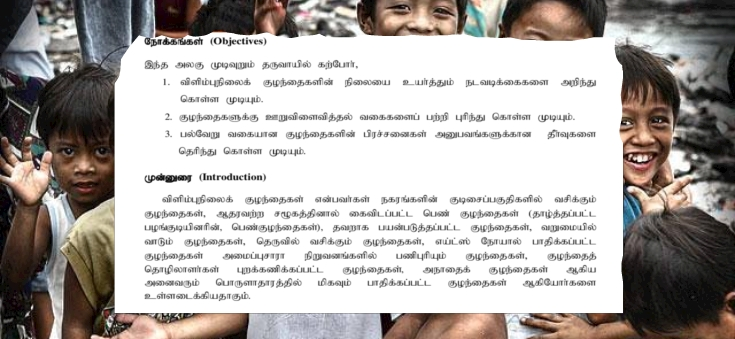 நோக்கங்கள் (Objectives)
இந்த அலகு முடிவுறும் தருவாயில் கற்போர்,
1. விளிம்புநிலைக் குழந்தைகளின் நிலையை உயர்த்தும் நடவடிக்கைகளை அறிந்து
கொள்ள முடியும்.
2. குழந்தைகளுக்கு ஊறுவிளைவித்தல் வகைகளைப் பற்றி புரிந்து கொள்ள முடியும்.
3. பல்வேறு வகையான குழந்தைகளின் பிரச்சனைகள் அனுபவங்களுக்கான தீர்வுகளை
தெரிந்து கொள்ள முடியும்.
முன்னுரை (Introduction)
விளிம்புநிலைக் குழந்தைகள் என்பவர்கள் நகரங்களின் குடிசைப்பகுதிகளில் வசிக்கும்
குழந்தைகள், ஆதரவற்ற சமூகத்தினால் கைவிடப்பட்ட பெண் குழந்தைகள் (தாழ்த்தப்பட்ட
பழங்குடியினரின், பெண்குழந்தைகள்), தவறாக பயன்படுத்தப்பட்ட குழந்தைகள், வறுமையில்
வாடும் குழந்தைகள், தெருவில் வசிக்கும் குழந்தைகள், எய்ட்ஸ் நோயால் பாதிக்கப்பட்ட
குழந்தைகள் அமைப்புசாரா நிறுவனங்களில் பணிபுரியும் குழந்தைகள், குழந்தைத்
தொழிலாளர்கள் புறக்கணிக்கப்பட்ட குழந்தைகள், அநாதைக் குழந்தைகள் ஆகிய
அனைவரும் பொருளாதாரத்தில் மிகவும் பாதிக்கப்பட்ட குழந்தைகள் ஆகியோர்களை
உள்ளடைக்கியதாகும்.